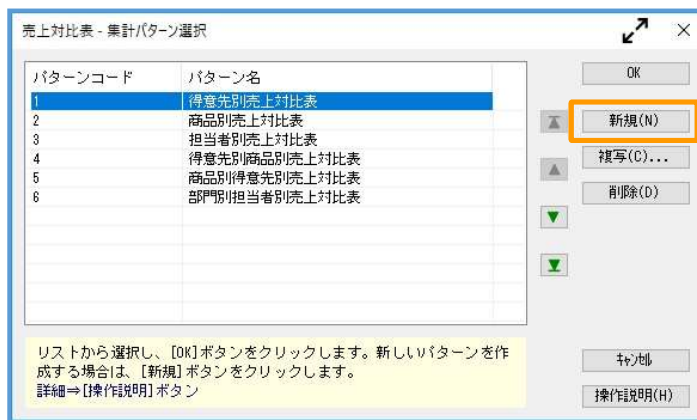 売上対比表 - 集計パターン選択
パターンコード パターン名
1 得意先別売上対比表
2 商品別売上対比表
3 担当者別売上対比表
4 得意先別商品別売上対比表
5 商品別得意先別売上対比表
6 部門別担当者別売上対比表
OK
新規(N)
複写(C)...
削除(D)
リストから選択し、[OK]ボタンをクリックします。新しいパターンを作
成する場合は、[新規]ボタンをクリックします。
詳細⇒[操作説明]ボタン
ｷｬﾝｾﾙ
操作説明(H)